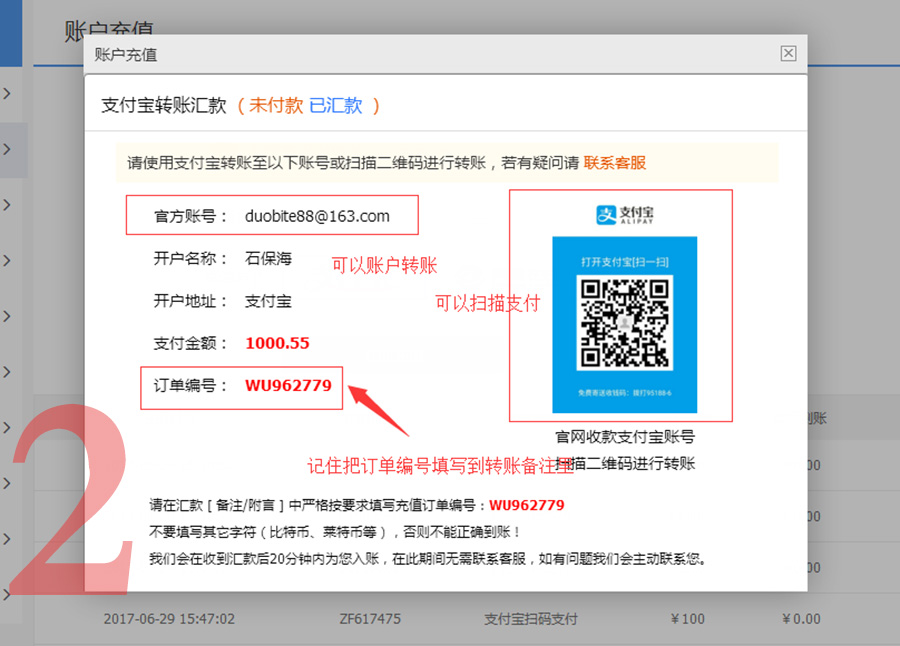 账户充值
账户充值
支付宝转账汇款 ( 未付款 已汇款 )
请使用支付宝转账至以下账号或扫描二维码进行转账，若有疑问请 联系客服
官方账号： duobite88@163.com
开户名称： 石保海
可以账户转账
开户地址： 支付宝
可以扫描支付
支付金额： 1000.55
订单编号： WU962779
支付宝
ALIPAY
打开支付宝[扫一扫]
免费寄送收钱码：拨打95188-6
官网收款支付宝账号
扫描二维码进行转账
记住把订单编号填写到转账备注里
请在汇款 [ 备注/附言 ] 中严格按要求填写充值订单编号：WU962779
不要填写其它字符（比特币、莱特币等），否则不能正确到账！
我们会在收到汇款后20分钟内为您入账，在此期间无需联系客服，如有问题我们会主动联系您。
2
到账
00
00
00
2017-06-29 15:47:02 ZF617475 支付宝扫码支付 ￥100 ￥0.00